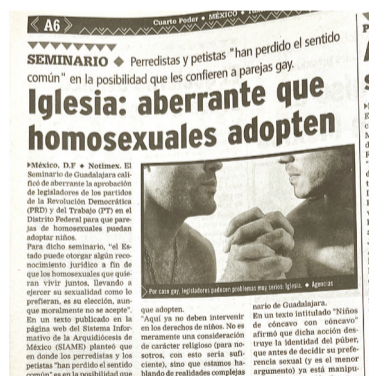 A6
Cuarto Poder ♦ MÉXICO ♦
SEMINARIO ♦ Perredistas y petistas "han perdido el sentido
común" en la posibilidad que les confieren a parejas gay.
Iglesia: aberrante que
homosexuales adopten
México, D.F ♦ Notimex. El
Seminario de Guadalajara cali-
ficó de aberrante la aprobación
de legisladores de los partidos
de la Revolución Democrática
(PRD) y del Trabajo (PT) en el
Distrito Federal para que pare-
jas de homosexuales puedan
adoptar niños.
Para dicho seminario, "el Es-
tado puede otorgar algún reco-
nocimiento jurídico a fin de
que los homosexuales que quie-
ran vivir juntos, llevando a
ejercer su sexualidad como lo
prefieran, es su elección, aun-
que moralmente no se acepte".
En un texto publicado en la
página web del Sistema Infor-
mativo de la Arquidiócesis de
México (SIAME) planteó que
en donde los perredistas y los
petistas "han perdido el sentido
común" es en la posibilidad que
Por caso gay, legisladores padecen problemas muy serios: Iglesia. ♦ Agencias
que adopten.
"Aquí ya no deben intervenir
en los derechos de niños. No es
meramente una consideración
de carácter religioso (para no-
sotros, con esto sería sufi-
ciente), sino que estamos ha-
blando de realidades complejas
nario de Guadalajara.
En un texto intitulado "Niños
de cóncavo con cóncavo"
afirmó que dicha acción des-
truye la identidad del púber,
que antes de decidir su pre-
ferencia sexual (y es el menor
argumento) ya está manipu-